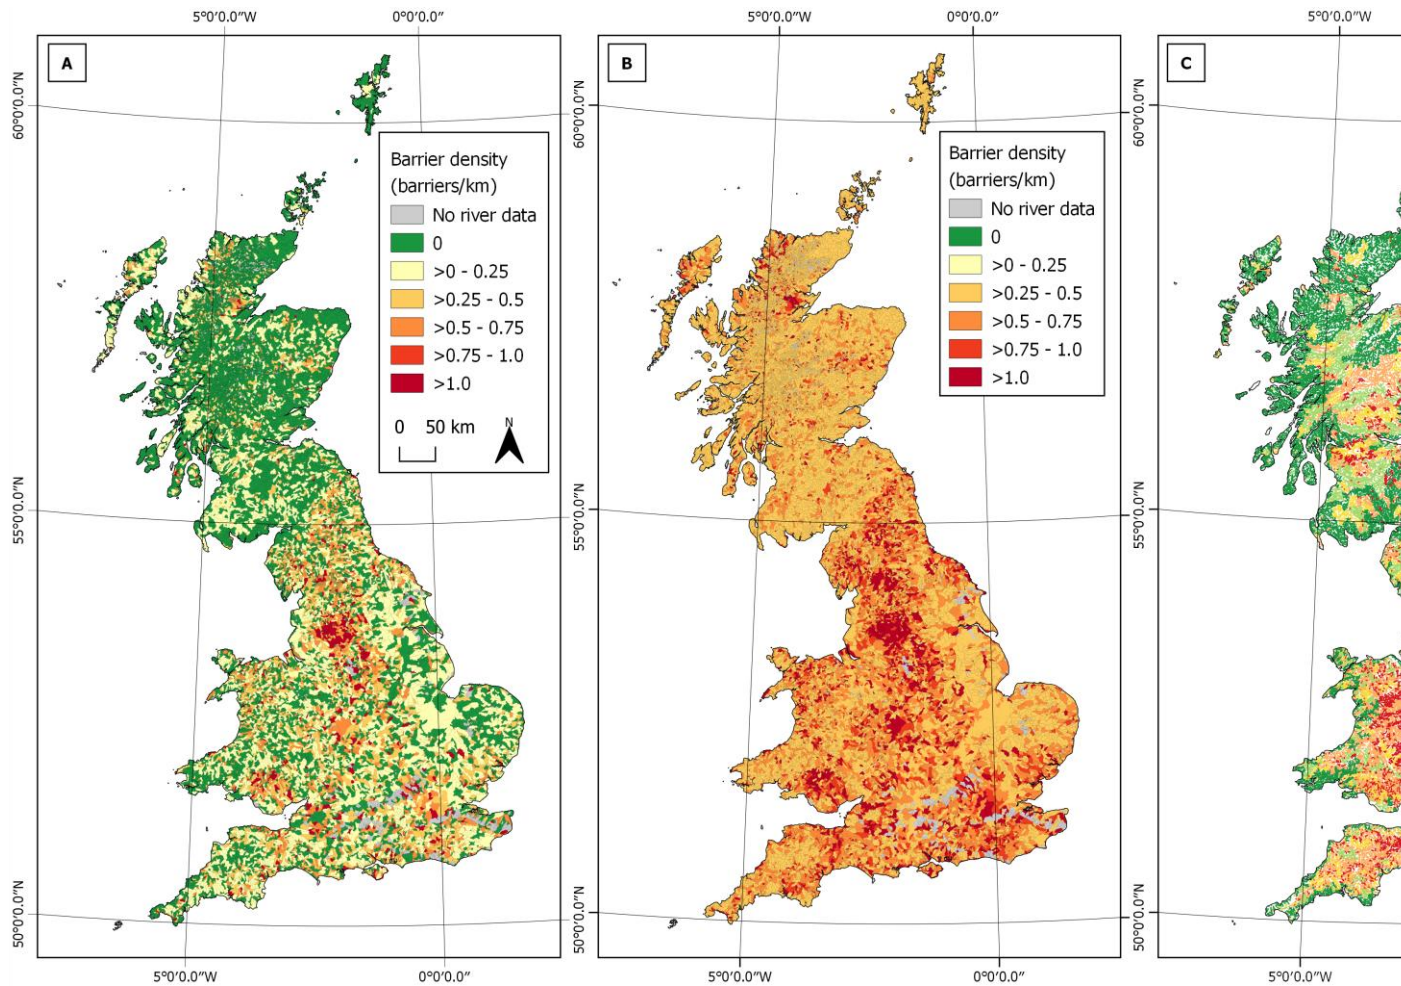 5°0'0.0"W
0°0'0.0"
5°0'0.0"W
0°0'0.0"N
5°0'0.0"W
A
B
C
60°0'0.0"N
60°0'0.0"N
60°0'0.0"N
Barrier density
(barriers/km)
No river data
0
>0 - 0.25
>0.25 - 0.5
>0.5 - 0.75
>0.75 - 1.0
>1.0
0 50 km
N
Barrier density
(barriers/km)
No river data
0
>0 - 0.25
>0.25 - 0.5
>0.5 - 0.75
>0.75 - 1.0
>1.0
55°0'0.0"N
55°0'0.0"N
55°0'0.0"N
50°0'0.0"N
50°0'0.0"N
50°0'0.0"N
5°0'0.0"W
0°0'0.0"
5°0'0.0"W
0°0'0.0"N
5°0'0.0"W